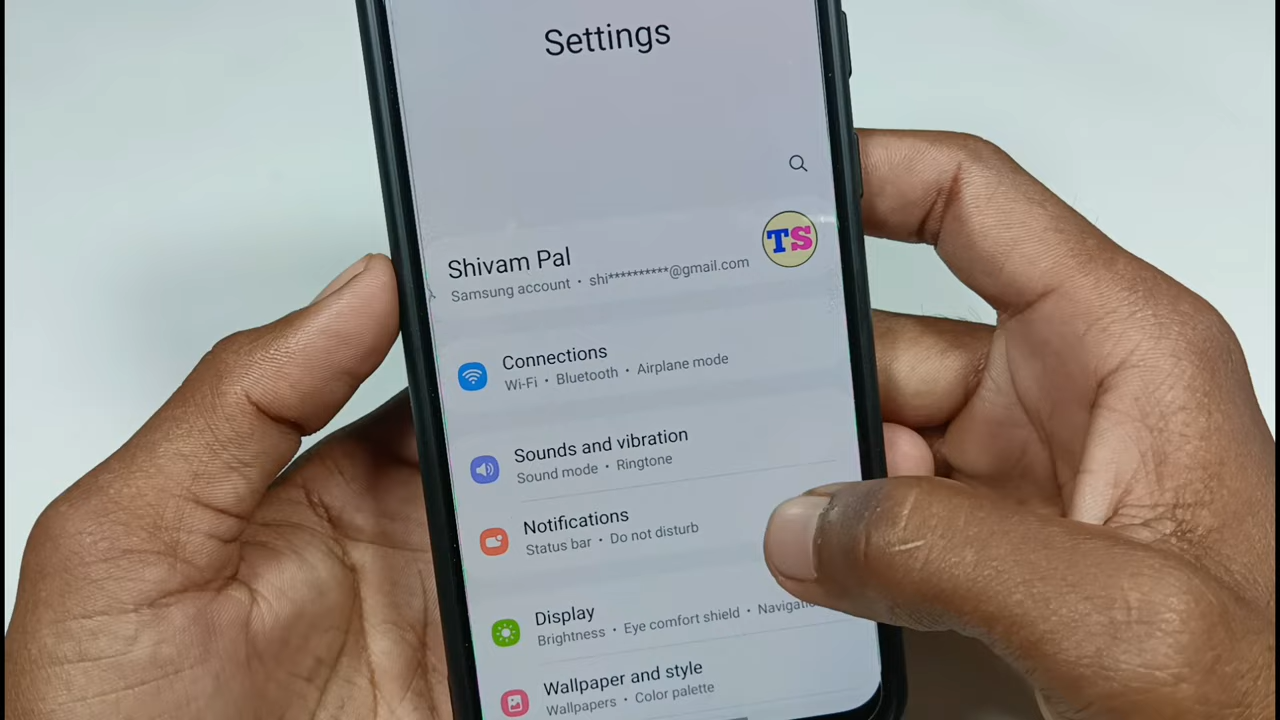 Settings
Shivam Pal
TS
Samsung account • shi**********@gmail.com
Connections
Wi-Fi • Bluetooth • Airplane mode
Sounds and vibration
Sound mode • Ringtone
Notifications
Status bar • Do not disturb
Display
Brightness • Eye comfort shield •
Wallpaper and style
Wallpapers • Color palette